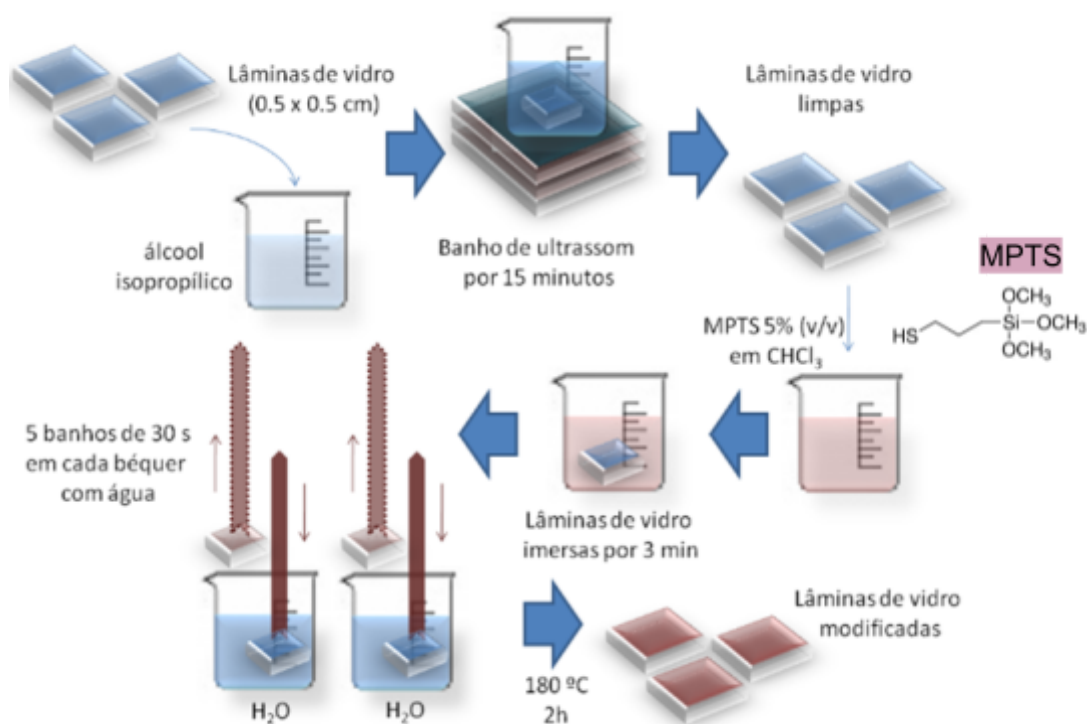 Lâminas de vidro
(0.5 x 0.5 cm)
álcool
isopropílico
Banho de ultrassom
por 15 minutos
Lâminas de vidro
limpas
MPTS
HS
Si
OCH₃
OCH₃
OCH₃
MPTS 5% (v/v)
em CHCl₃
Lâminas de vidro
imersas por 3 min
5 banhos de 30 s
em cada béquer
com água
H₂O
H₂O
180 ºC
2h
Lâminas de vidro
modificadas